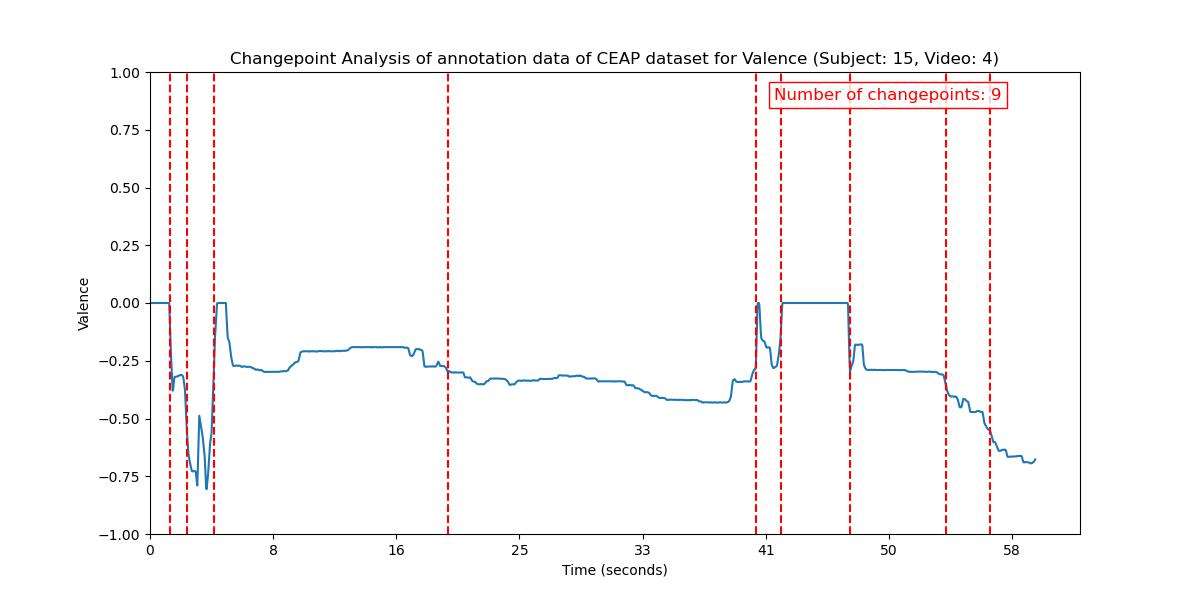 Changepoint Analysis of annotation data of CEAP dataset for Valence (Subject: 15, Video: 4)
Number of changepoints: 9
1.00
0.75
0.50
0.25
0.00
−0.25
−0.50
−0.75
−1.00
Valence
0 8 16 25 33 41 50 58
Time (seconds)